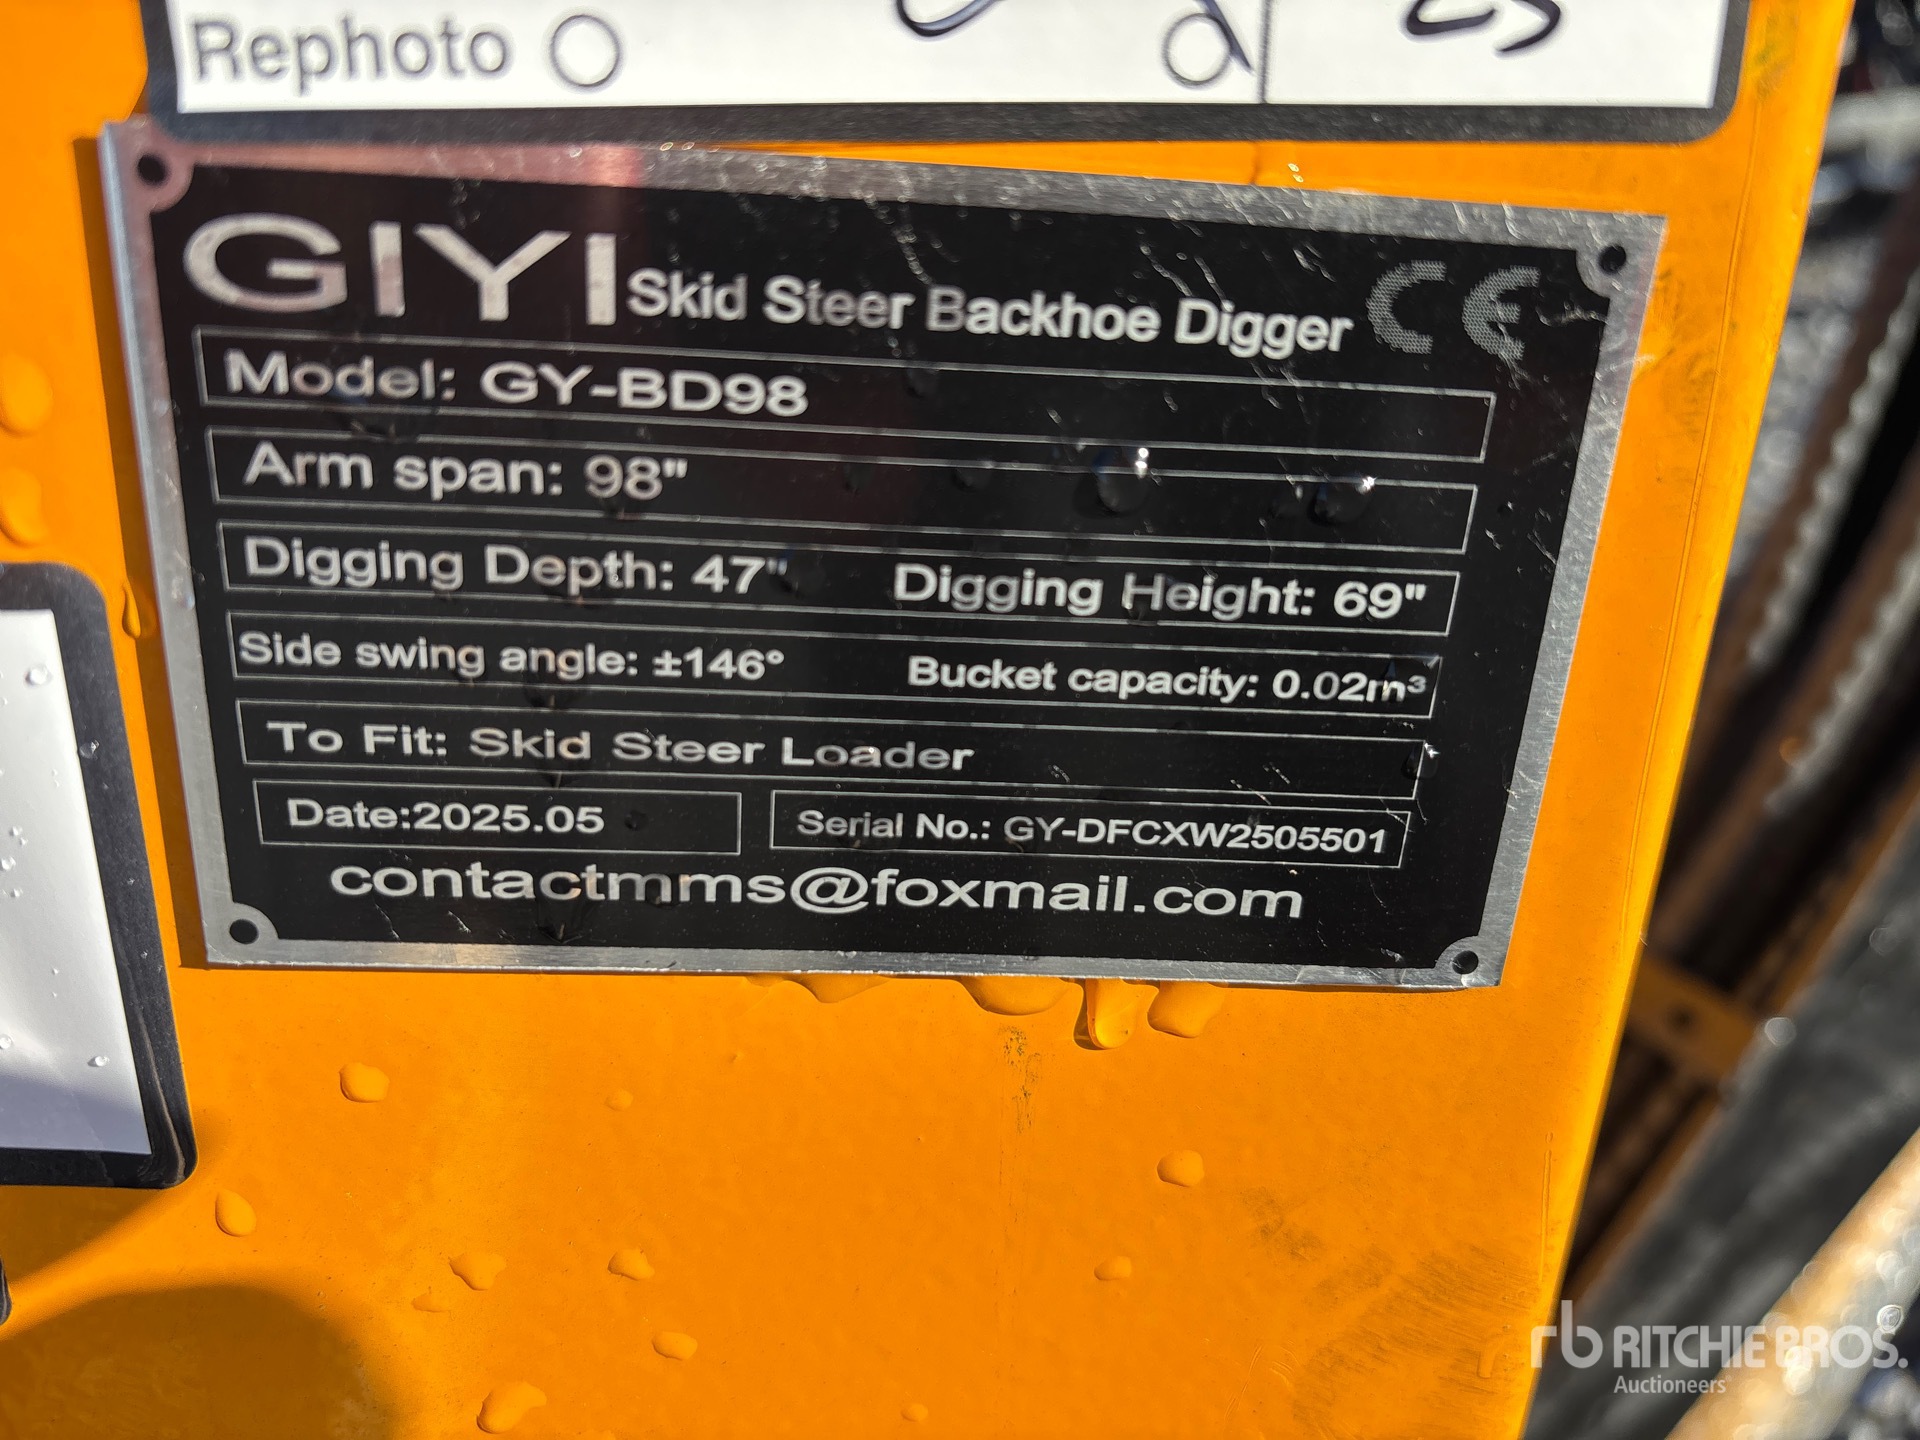 Rephoto
GIYI Skid Steer Backhoe Digger CE
Model: GY-BD98
Arm span: 98"
Digging Depth: 47" Digging Height: 69"
Side swing angle: ±146° Bucket capacity: 0.02m³
To Fit: Skid Steer Loader
Date:2025.05 Serial No.: GY-DFCXW2505501
contactmms@foxmail.com
rb RITCHIE BROS.
Auctioneers
©